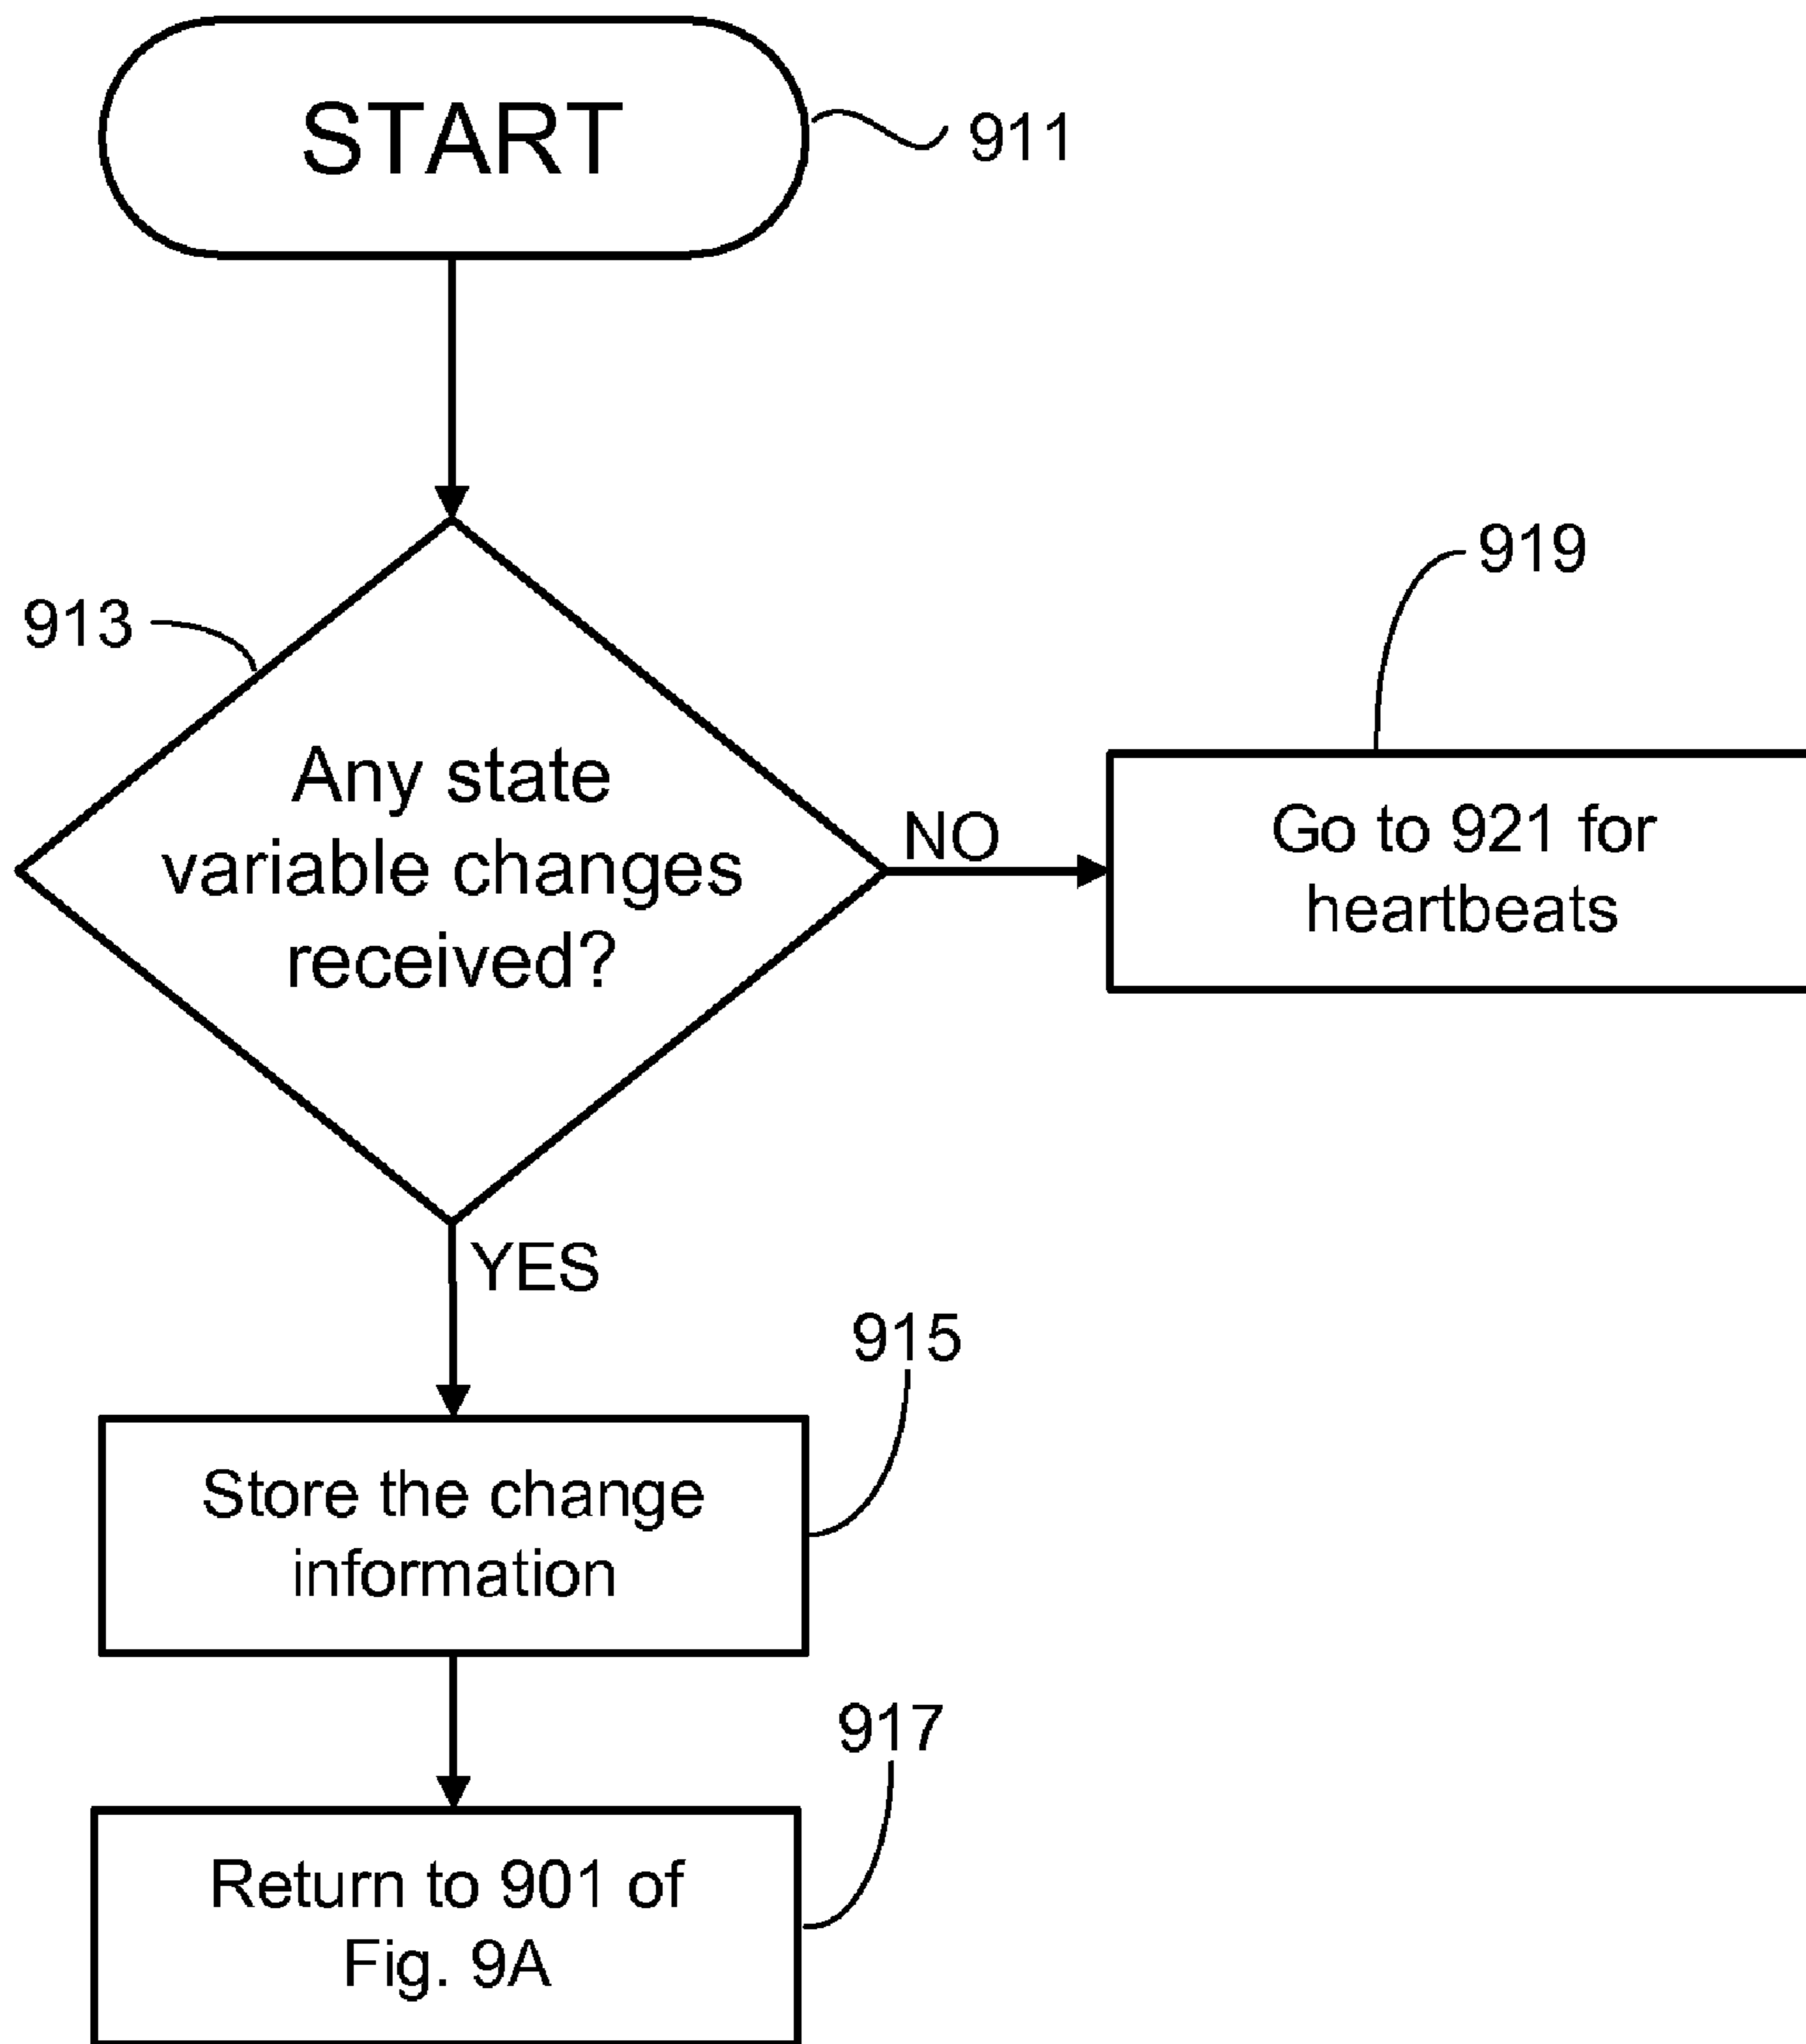 START
911
913
919
Any state
variable changes
received?
NO
Go to 921 for
heartbeats
YES
915
Store the change
information
917
Return to 901 of
Fig. 9A